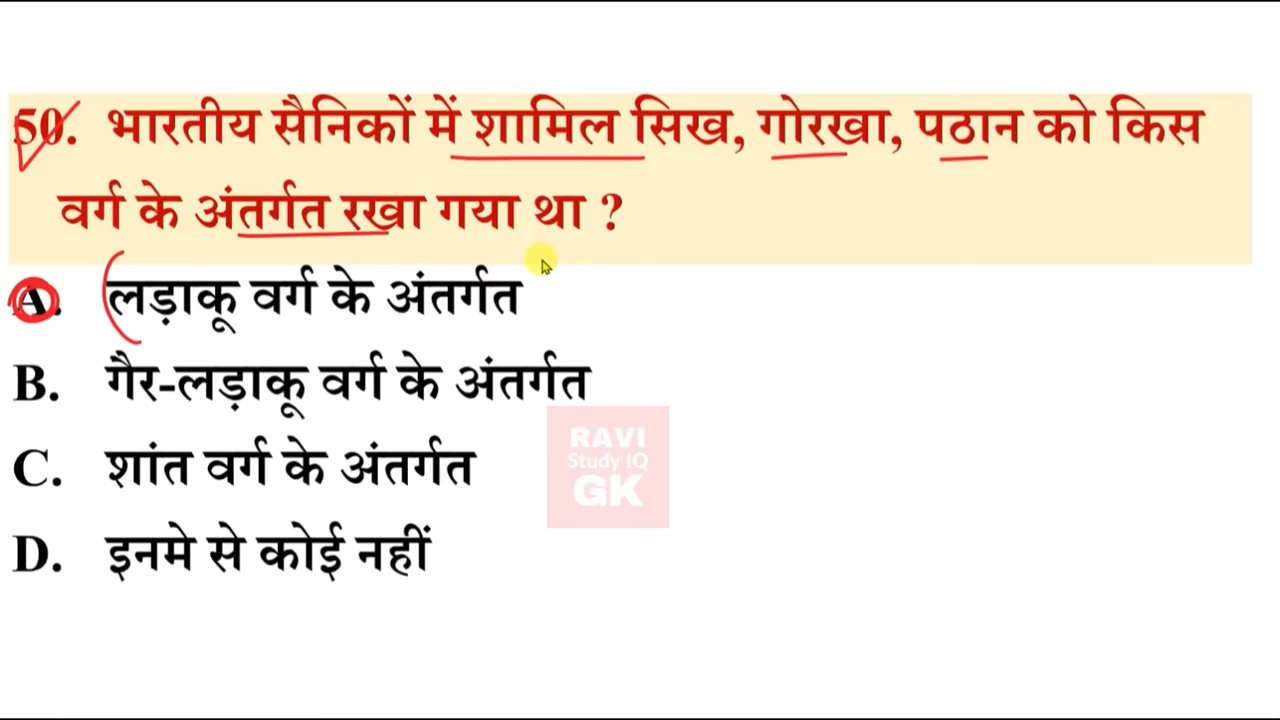 50. भारतीय सैनिकों में शामिल सिख, गोरखा, पठान को किस
वर्ग के अंतर्गत रखा गया था ?
A. लड़ाकू वर्ग के अंतर्गत
B. गैर-लड़ाकू वर्ग के अंतर्गत
C. शांत वर्ग के अंतर्गत
D. इनमे से कोई नहीं
RAVI
Study IQ
GK